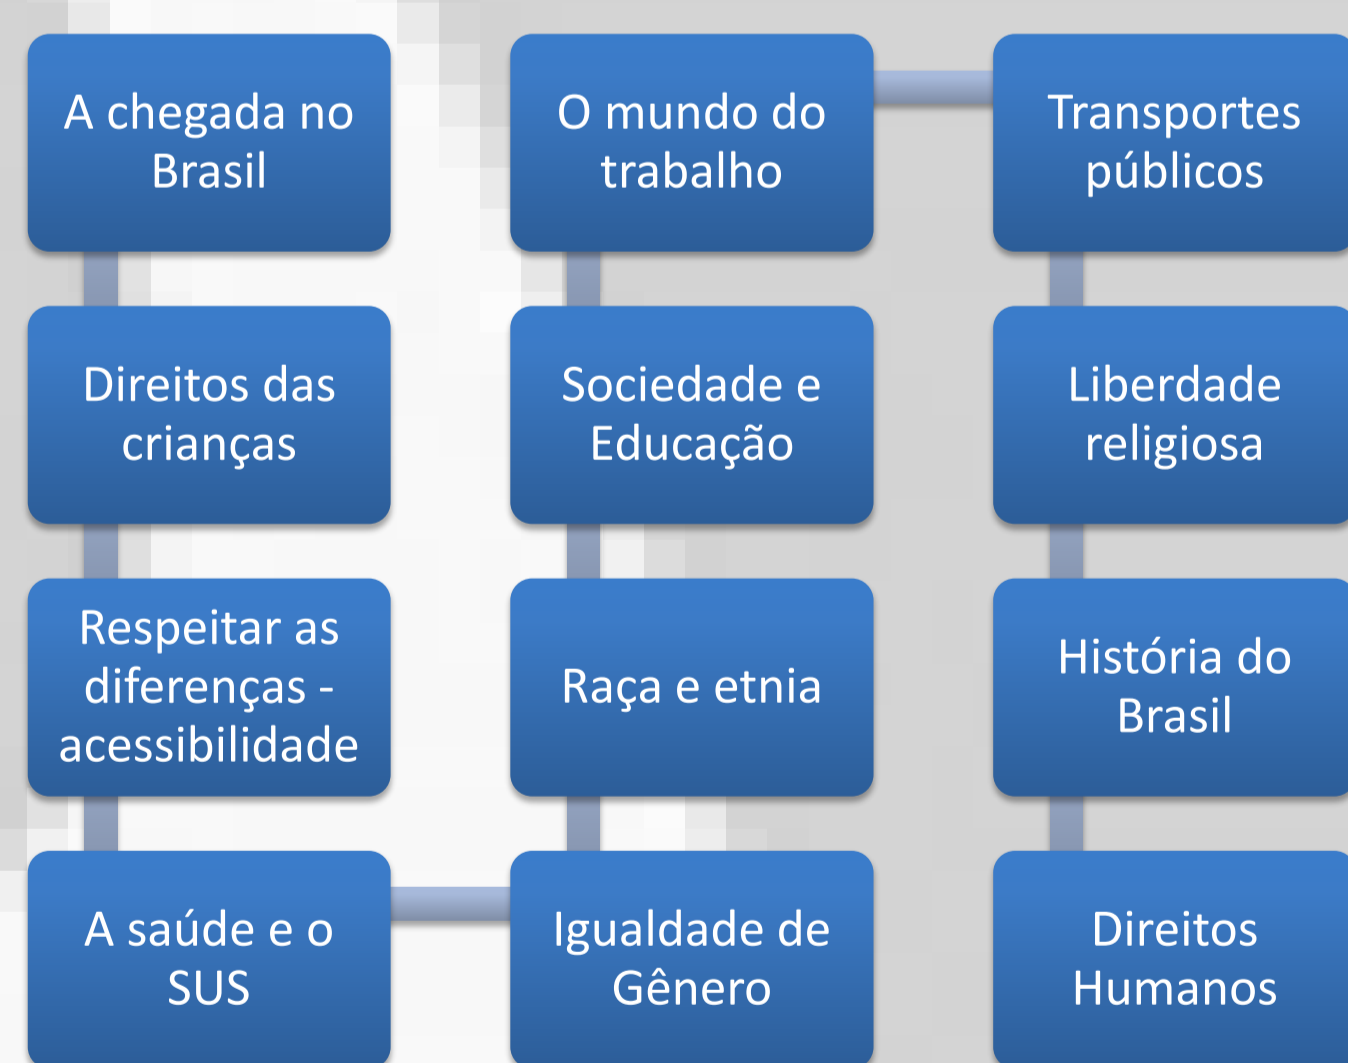 A chegada no
Brasil
Direitos das
crianças
Respeitar as
diferenças -
acessibilidade
A saúde e o
SUS
Igualdade de
Gênero
Raça e etnia
Sociedade e
Educação
O mundo do
trabalho
Transportes
públicos
Liberdade
religiosa
História do
Brasil
Direitos
Humanos